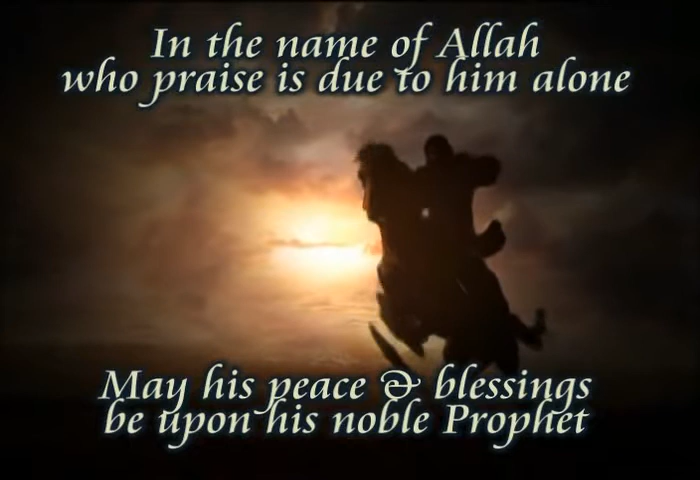 In the name of Allah
who praise is due to him alone
May his peace & blessings
be upon his noble Prophet